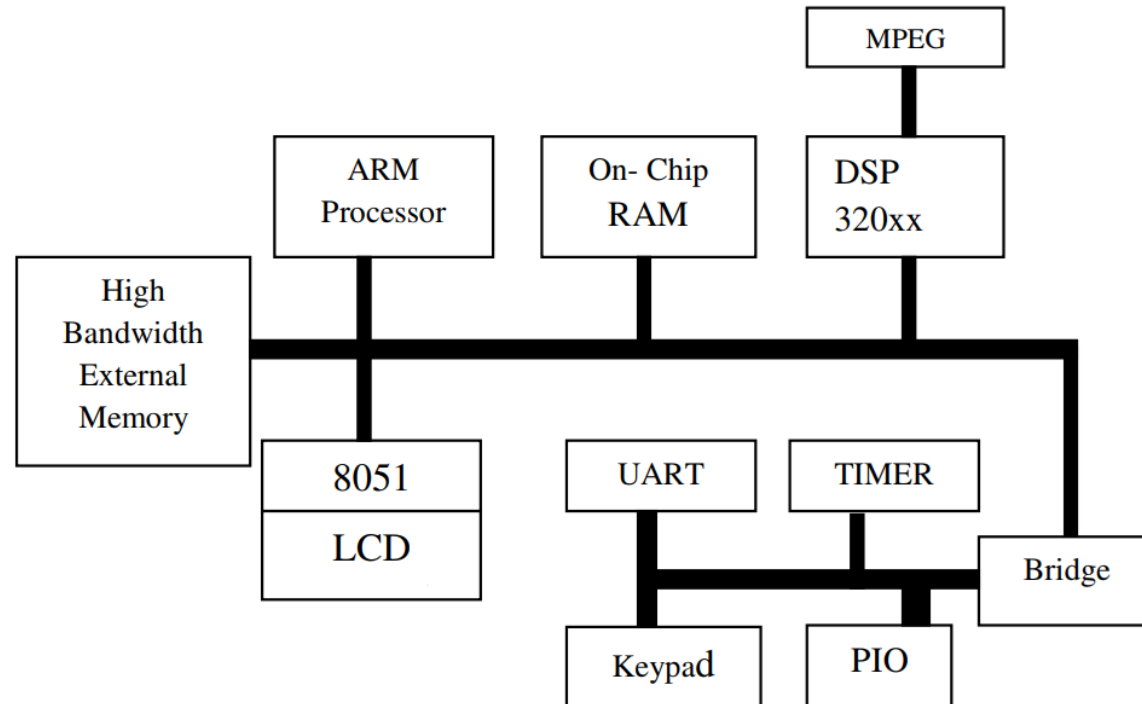 MPEG
ARM
Processor
On- Chip
RAM
DSP
320xx
High
Bandwidth
External
Memory
8051
LCD
UART
TIMER
Bridge
Keypad
PIO